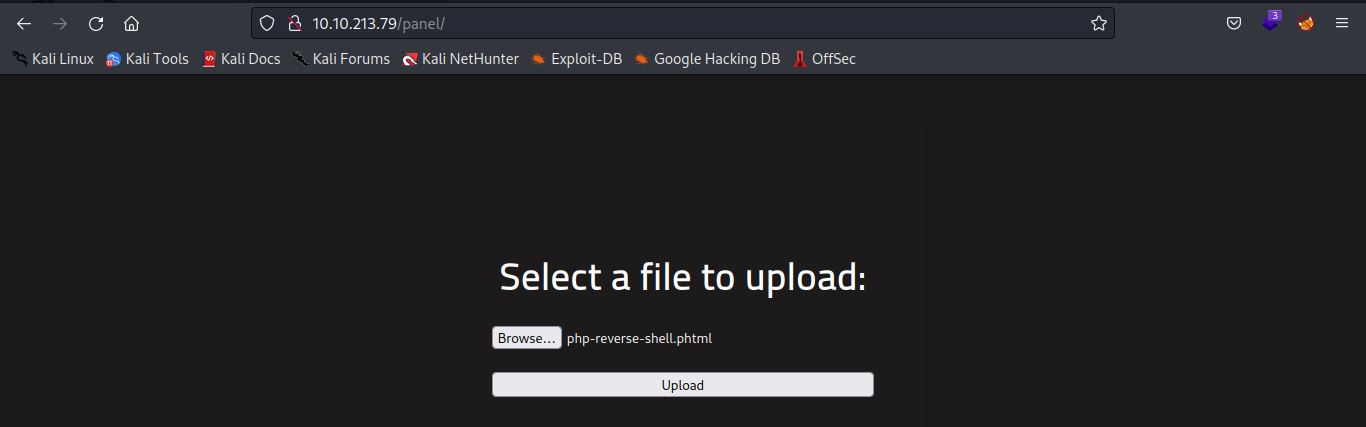 10.10.213.79/panel/
3
Kali Linux Kali Tools Kali Docs Kali Forums Kali NetHunter Exploit-DB Google Hacking DB OffSec
Select a file to upload:
Browse... php-reverse-shell.phtml
Upload